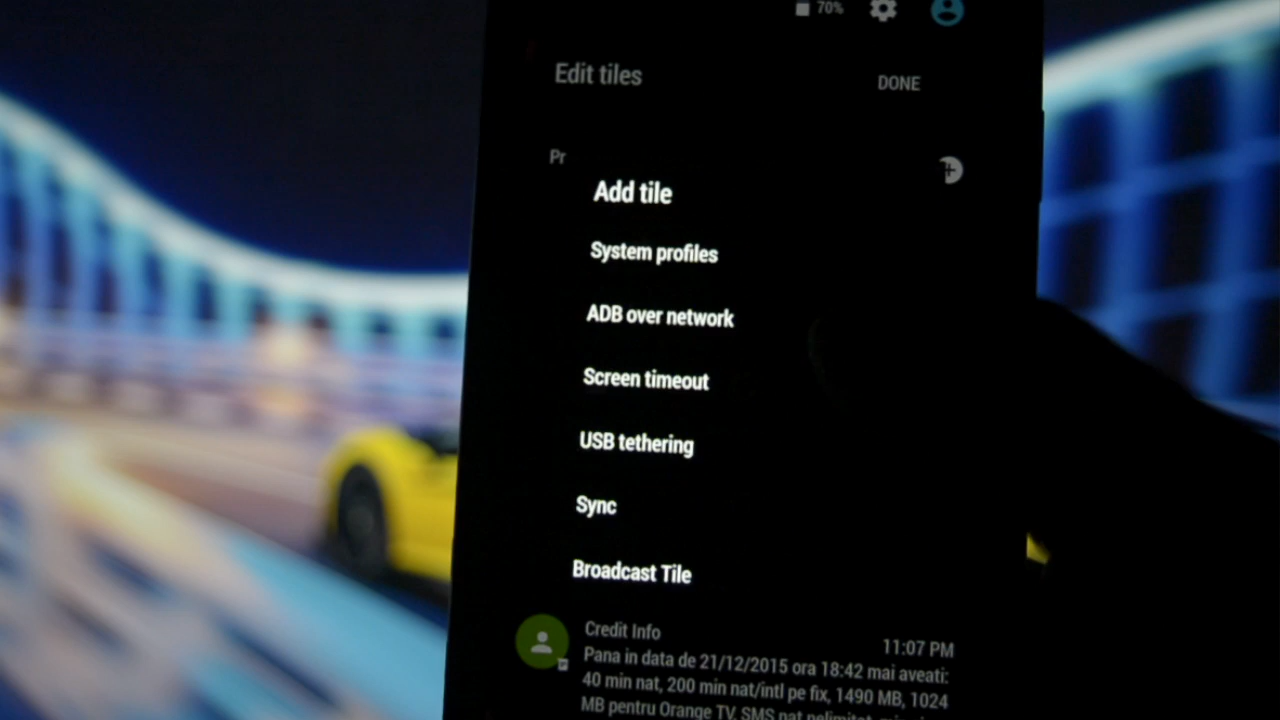 70%
Edit tiles
DONE
Pr
Add tile
System profiles
ADB over network
Screen timeout
USB tethering
Sync
Broadcast Tile
Credit Info
11:07 PM
Pana in data de 21/12/2015 ora 18:42 mai aveati:
40 min nat, 200 min nat/intl pe fix, 1490 MB, 1024
MB pentru Orange TV, SMS nat nelimitat,